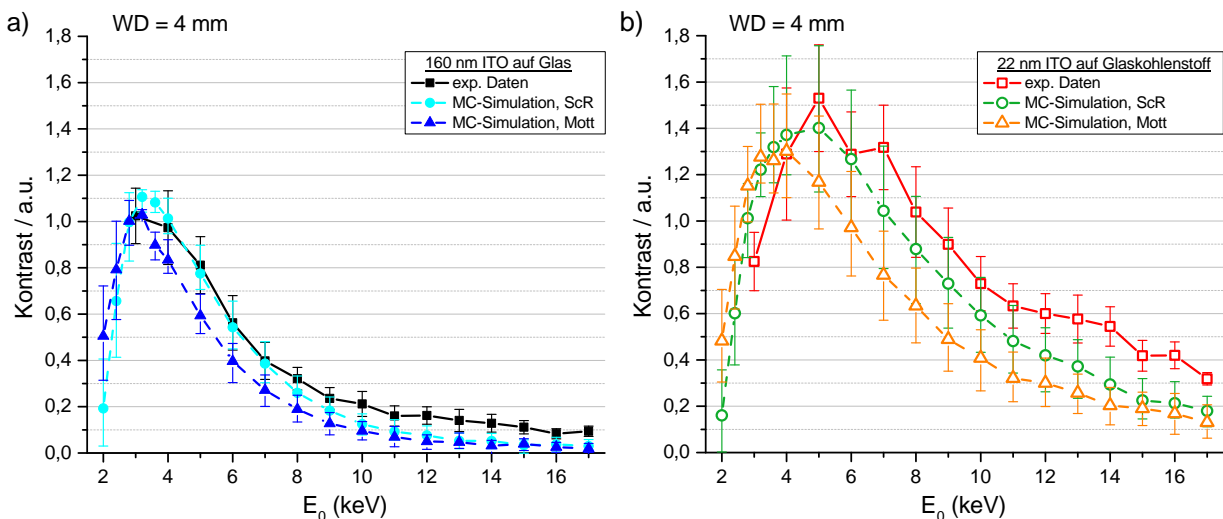 a)
WD = 4 mm
160 nm ITO auf Glas
exp. Daten
MC-Simulation, ScR
MC-Simulation, Mott
Kontrast / a.u.
1,8
1,6
1,4
1,2
1,0
0,8
0,6
0,4
0,2
0,0
2 4 6 8 10 12 14 16
E₀ (keV)
b)
WD = 4 mm
22 nm ITO auf Glaskohlenstoff
exp. Daten
MC-Simulation, ScR
MC-Simulation, Mott
Kontrast / a.u.
1,8
1,6
1,4
1,2
1,0
0,8
0,6
0,4
0,2
0,0
2 4 6 8 10 12 14 16
E₀ (keV)